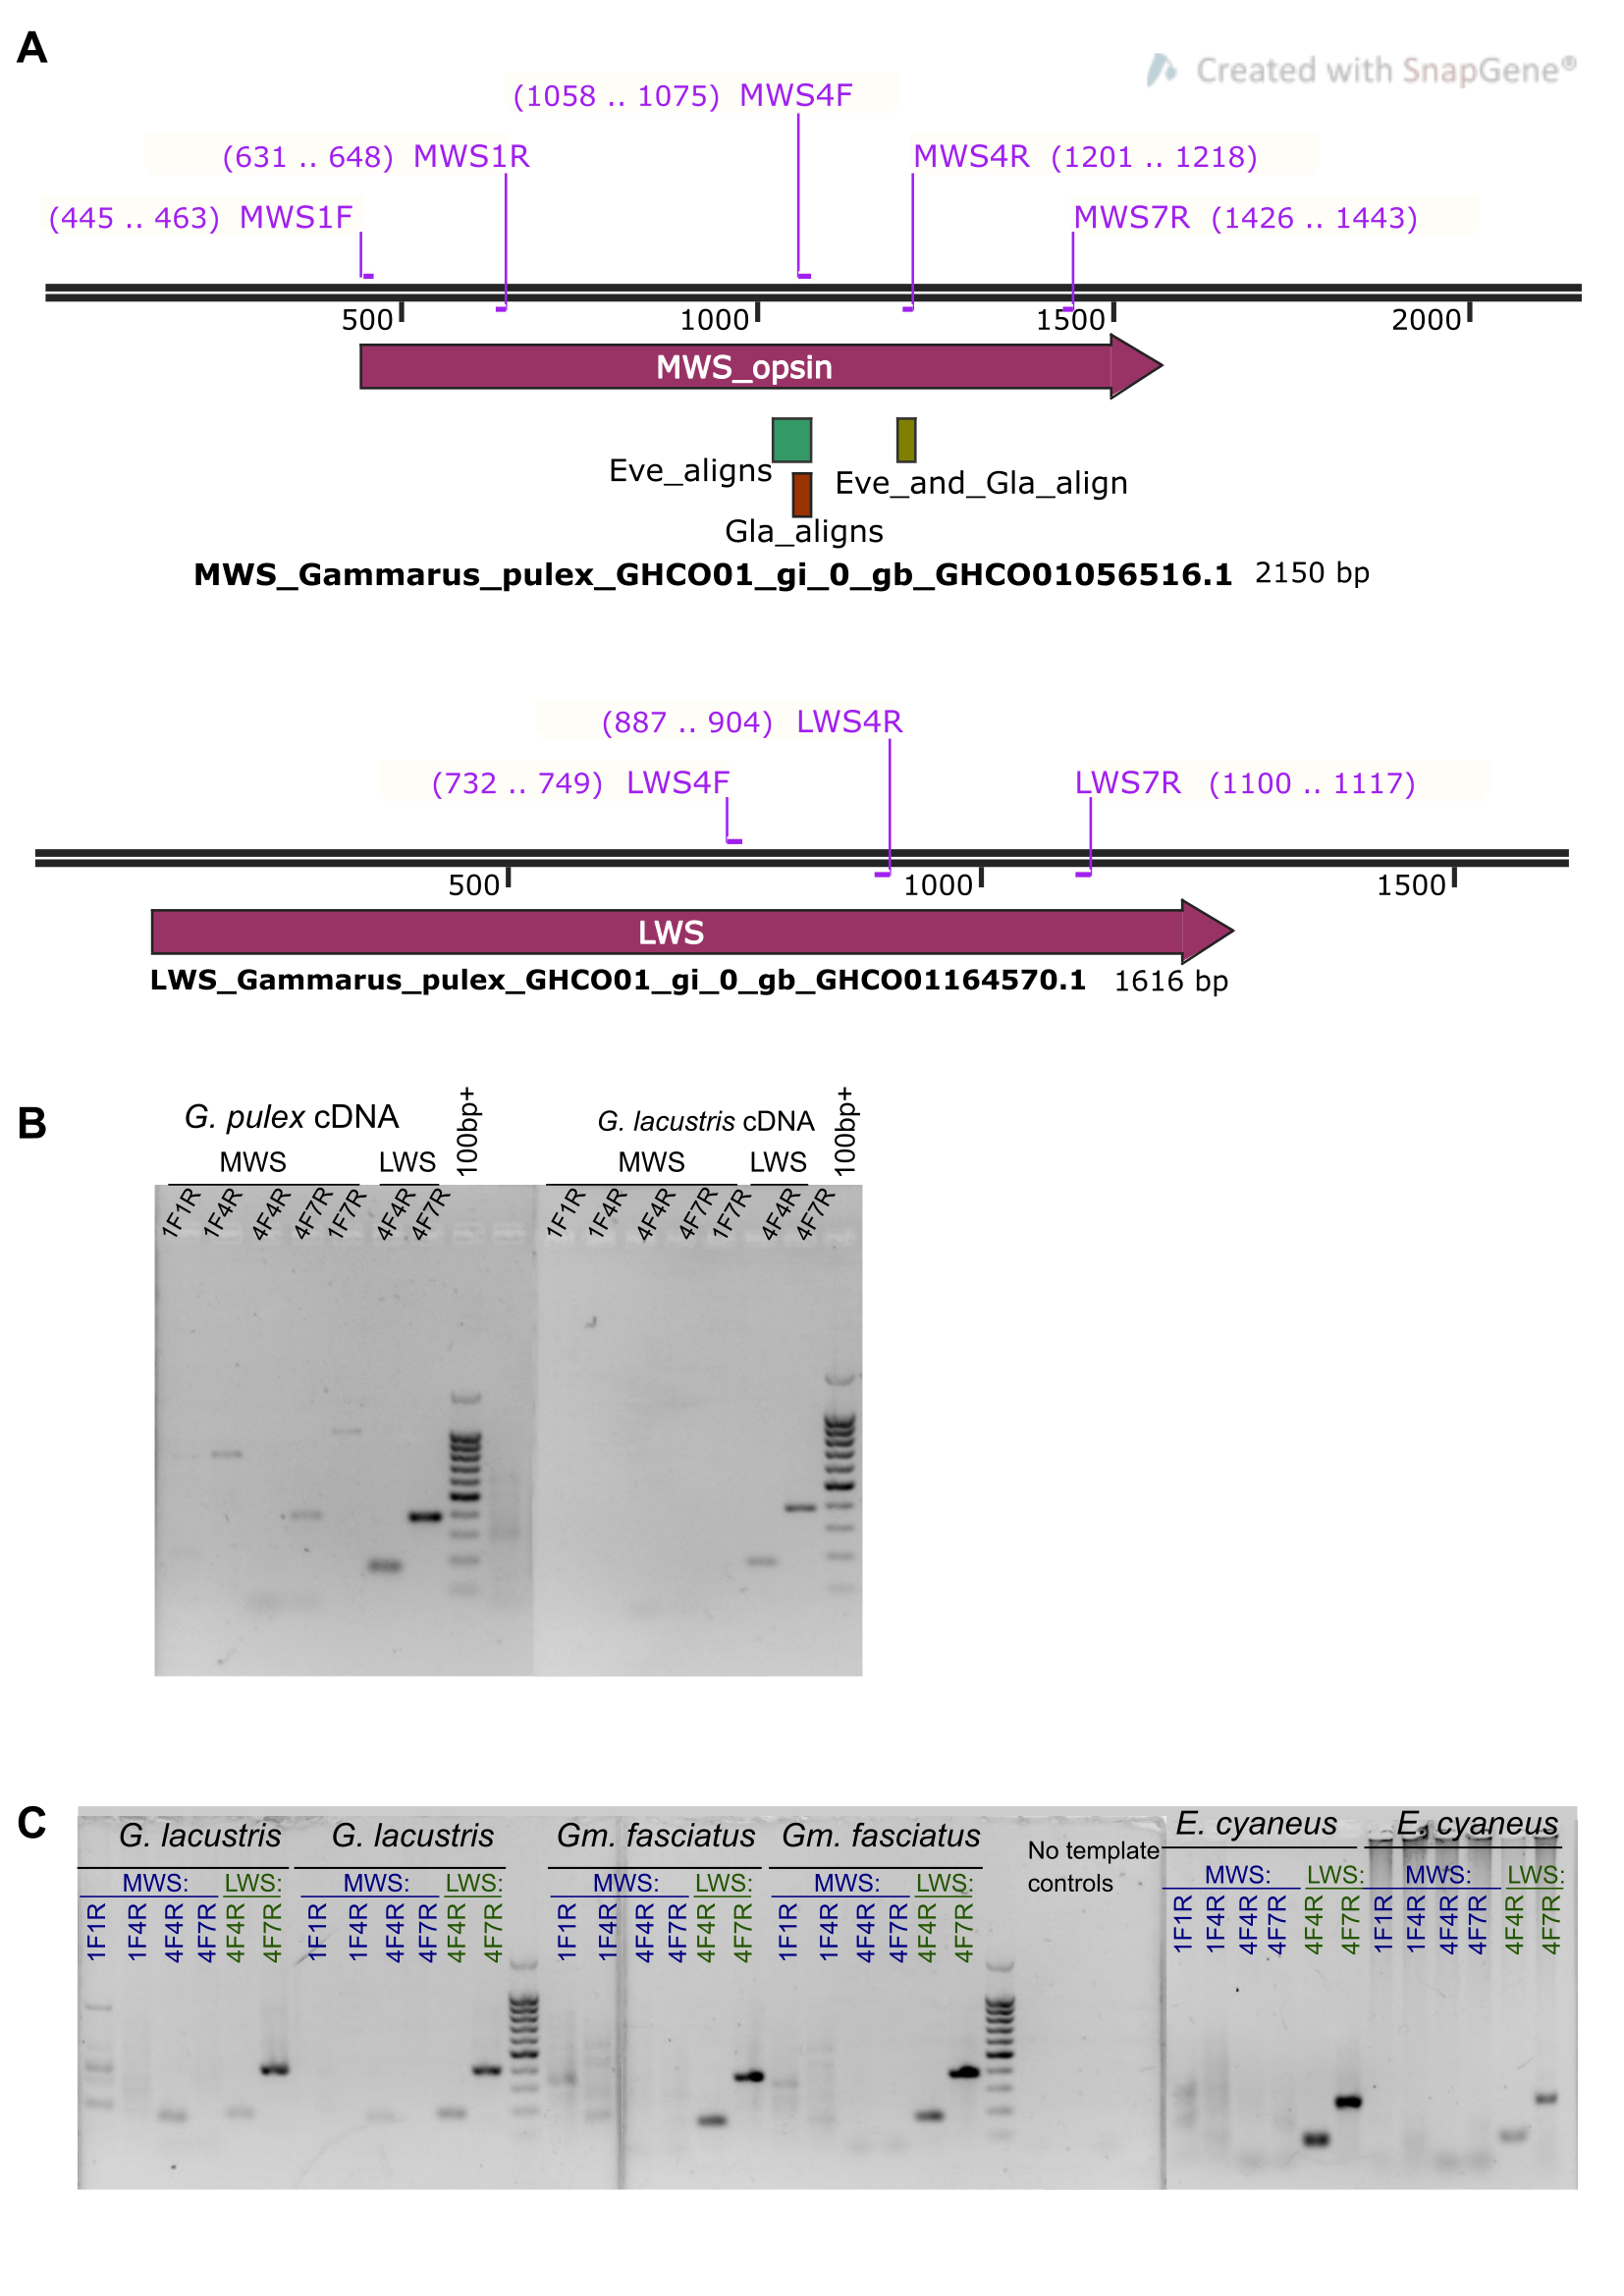 A
Created with SnapGene®
(1058 .. 1075) MWS4F
(631 .. 648) MWS1R
MWS4R (1201 .. 1218)
(445 .. 463) MWS1F
MWS7R (1426 .. 1443)
500 1000 1500 2000
MWS_opsin
Eve_aligns
Eve_and_Gla_align
Gla_aligns
MWS_Gammarus_pulex_GHCO01_gi_0_gb_GHCO01056516.1 2150 bp
(887 .. 904) LWS4R
(732 .. 749) LWS4F
LWS7R (1100 .. 1117)
500 1000 1500
LWS
LWS_Gammarus_pulex_GHCO01_gi_0_gb_GHCO01164570.1 1616 bp
B
G. pulex cDNA
100bp+
G. lacustris cDNA
100bp+
MWS LWS
MWS LWS
1F1R 1F4R 4F4R 4F7R 1F7R 4F4R 4F7R
1F1R 1F4R 4F4R 4F7R 1F7R 4F4R 4F7R
C
G. lacustris G. lacustris Gm. fasciatus Gm. fasciatus
No template
controls
E. cyaneus E. cyaneus
MWS: LWS: MWS: LWS: MWS: LWS: MWS: LWS: MWS: LWS: MWS: LWS:
1F1R 1F4R 4F4R 4F7R 4F4R 4F7R
1F1R 1F4R 4F4R 4F7R 4F4R 4F7R
1F1R 1F4R 4F4R 4F7R 4F4R 4F7R
1F1R 1F4R 4F4R 4F7R 4F4R 4F7R
1F1R 1F4R 4F4R 4F7R 4F4R 4F7R
1F1R 1F4R 4F4R 4F7R 4F4R 4F7R